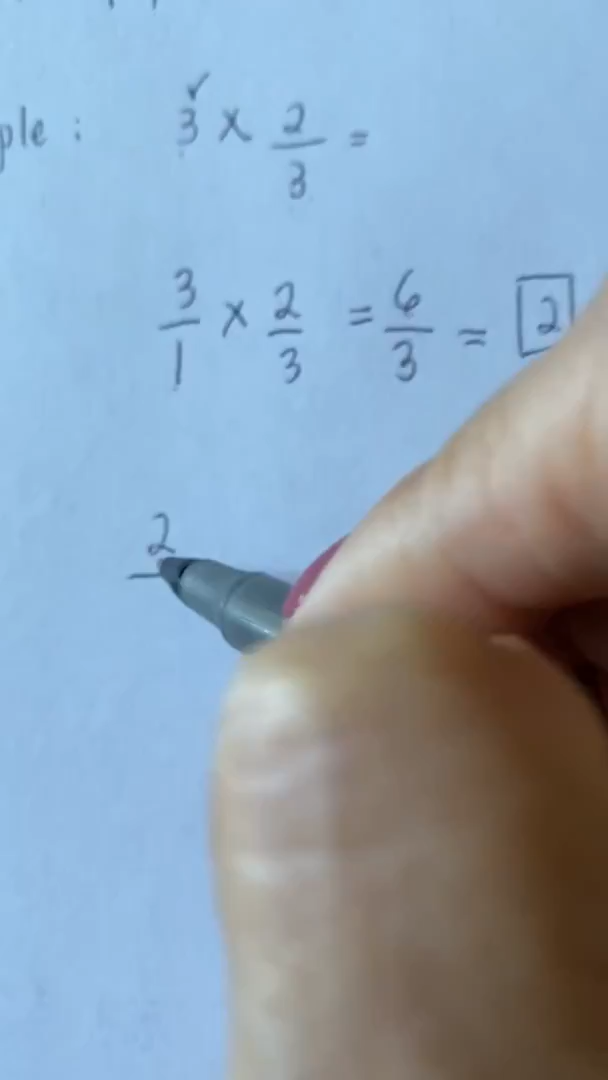 ple : 3 × 2/3 =
3/1 × 2/3 = 6/3 = 2
2